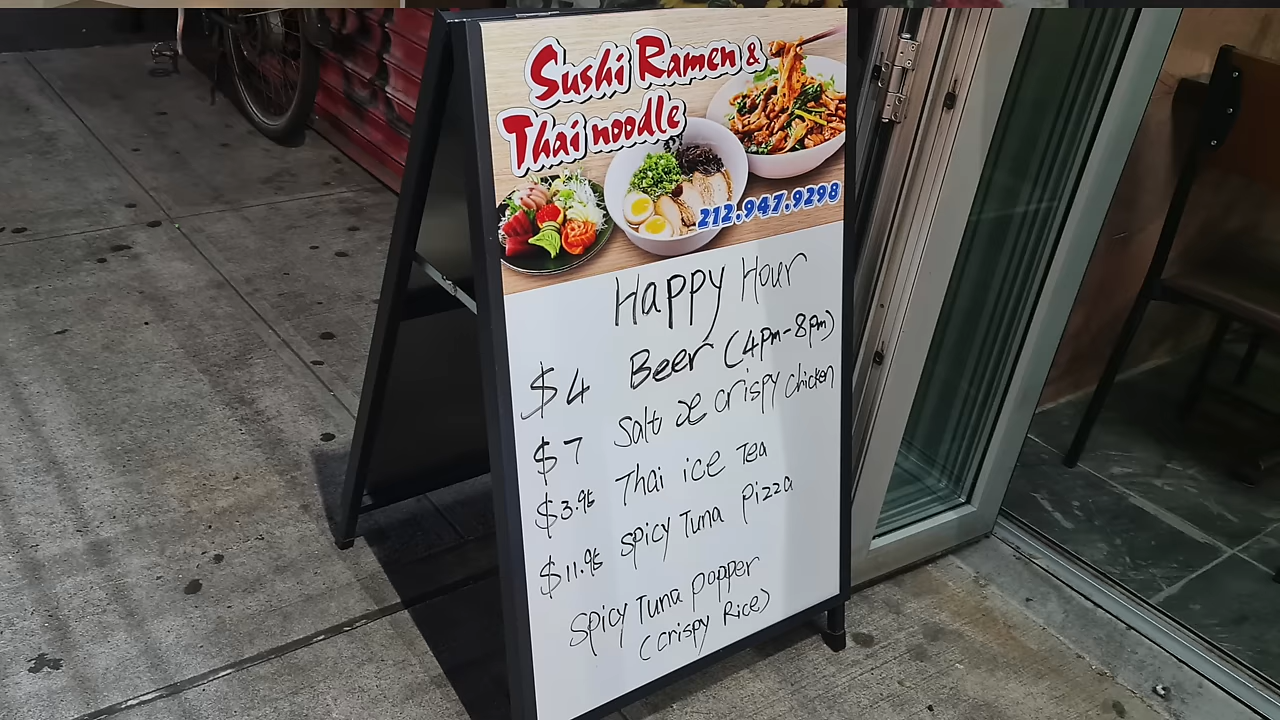 Sushi Ramen &
Thai noodle
212.947.9298
Happy Hour
$4 Beer (4pm-8pm)
$7 Salt & crispy chicken
$3.95 Thai ice Tea
$11.95 Spicy Tuna Pizza
Spicy Tuna popper
(crispy Rice)